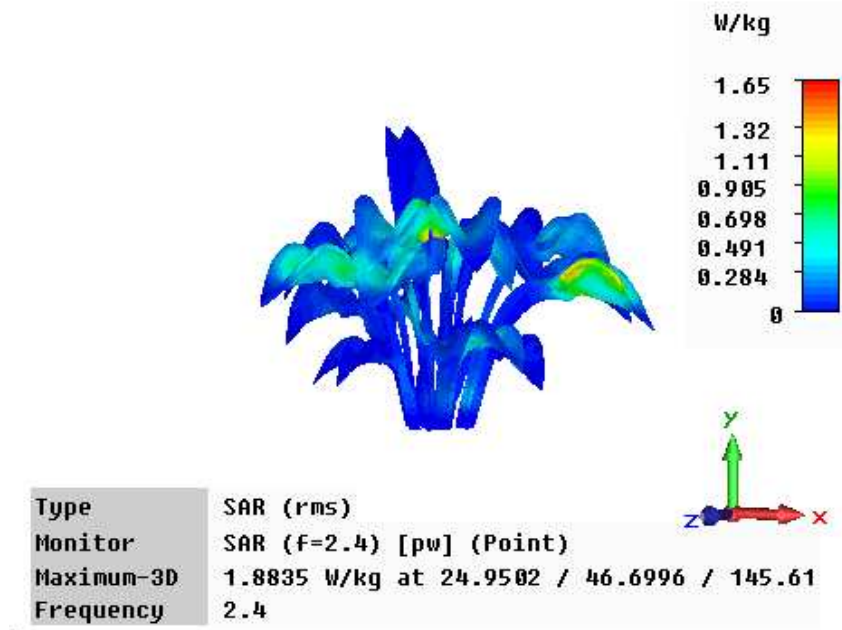 W/kg
1.65
1.32
1.11
0.905
0.698
0.491
0.284
0
y
z
x
Type SAR (rms)
Monitor SAR (f=2.4) [pw] (Point)
Maximum-3D 1.8835 W/kg at 24.9502 / 46.6996 / 145.61
Frequency 2.4